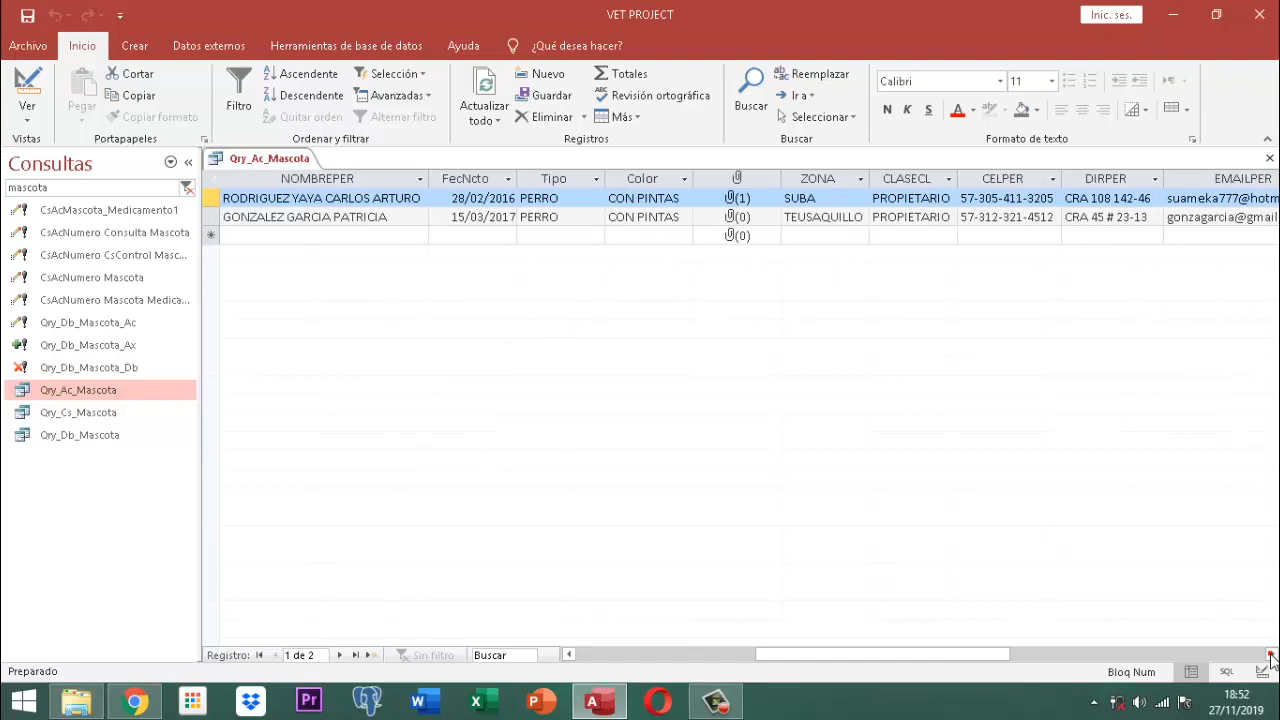 VET PROJECT
Inic. ses.
Archivo Inicio Crear Datos externos Herramientas de base de datos Ayuda ¿Qué desea hacer?
Ver
Vistas
Pegar
Cortar
Copiar
Copiar formato
Portapapeles
Filtro
Ascendente
Descendente
Quitar orden
Selección
Avanzadas
Alternar filtro
Ordenar y filtrar
Actualizar
todo
Nuevo
Guardar
Eliminar
Totales
Revisión ortográfica
Más
Registros
Buscar
Reemplazar
Ir a
Seleccionar
Buscar
Calibri 11
N K S
Formato de texto
Consultas
mascota
CsAcMascota_Medicamento1
CsAcNumero Consulta Mascota
CsAcNumero CsControl Masc...
CsAcNumero Mascota
CsAcNumero Mascota Medica...
Qry_Db_Mascota_Ac
Qry_Db_Mascota_Ax
Qry_Db_Mascota_Db
Qry_Ac_Mascota
Qry_Cs_Mascota
Qry_Db_Mascota
Qry_Ac_Mascota
NOMBREPER FecNcto Tipo Color ZONA CLASECL CELPER DIRPER EMAILPER
RODRIGUEZ YAYA CARLOS ARTURO 28/02/2016 PERRO CON PINTAS (1) SUBA PROPIETARIO 57-305-411-3205 CRA 108 142-46 suameka777@hotm
GONZALEZ GARCIA PATRICIA 15/03/2017 PERRO CON PINTAS (0) TEUSAQUILLO PROPIETARIO 57-312-321-4512 CRA 45 # 23-13 gonzagarcia@gmail
(0)
Registro: 1 de 2 Sin filtro Buscar
Preparado
Bloq Num
SQL
Pr
18:52
27/11/2019